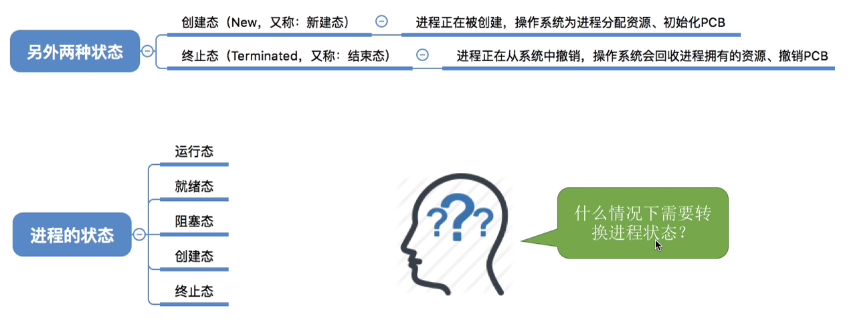 另外两种状态
创建态（New，又称：新建态）
进程正在被创建，操作系统为进程分配资源、初始化PCB
终止态（Terminated，又称：结束态）
进程正在从系统中撤销，操作系统会回收进程拥有的资源、撤销PCB
进程的状态
运行态
就绪态
阻塞态
创建态
终止态
???
什么情况下需要转
换进程状态？